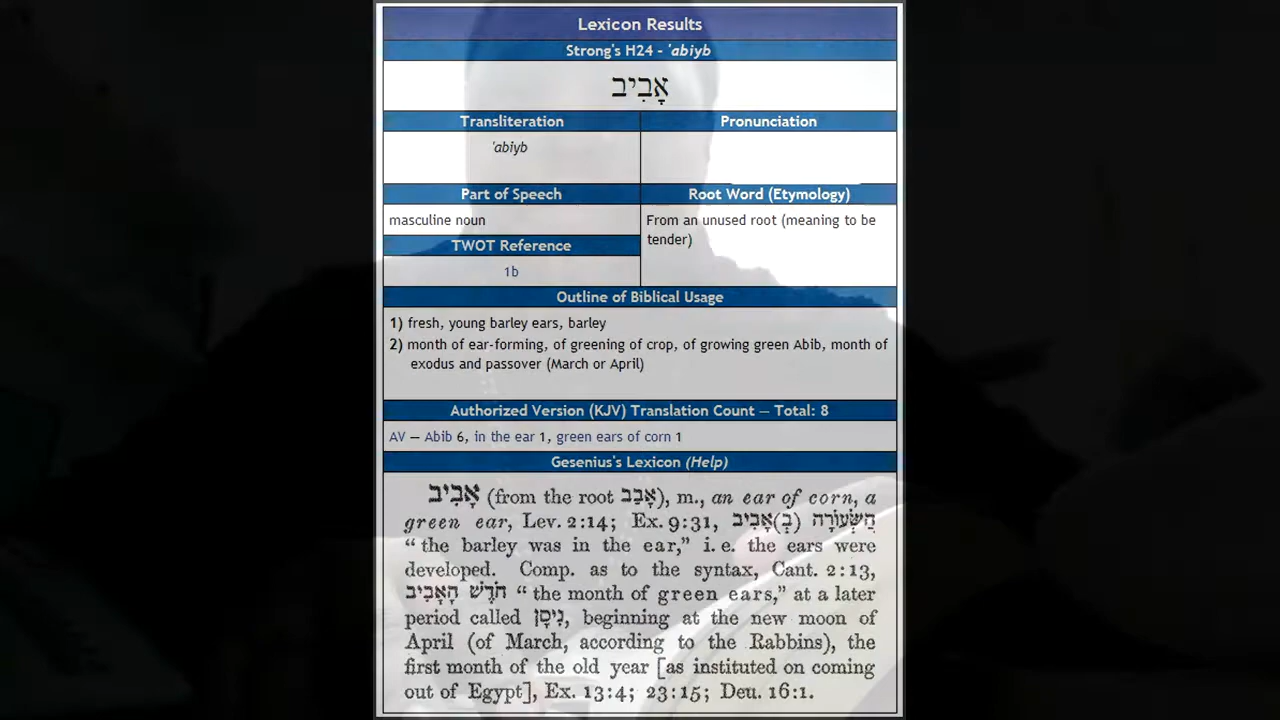 Lexicon Results
Strong's H24 - 'abiyb
אָבִיב
Transliteration
Pronunciation
'abiyb
Part of Speech
Root Word (Etymology)
masculine noun
From an unused root (meaning to be
tender)
TWOT Reference
1b
Outline of Biblical Usage
1) fresh, young barley ears, barley
2) month of ear-forming, of greening of crop, of growing green Abib, month of
exodus and passover (March or April)
Authorized Version (KJV) Translation Count — Total: 8
AV — Abib 6, in the ear 1, green ears of corn 1
Gesenius's Lexicon (Help)
אָבִיב (from the root אָבַב), m., an ear of corn, a
green ear, Lev. 2:14; Ex. 9:31, הַשְּׂעוֹרָה (בְ)אָבִיב
“the barley was in the ear,” i. e. the ears were
developed. Comp. as to the syntax, Cant. 2:13,
חֹדֶשׁ הָאָבִיב “the month of green ears,” at a later
period called נִיסָן, beginning at the new moon of
April (of March, according to the Rabbins), the
first month of the old year [as instituted on coming
out of Egypt], Ex. 13:4; 23:15; Deu. 16:1.